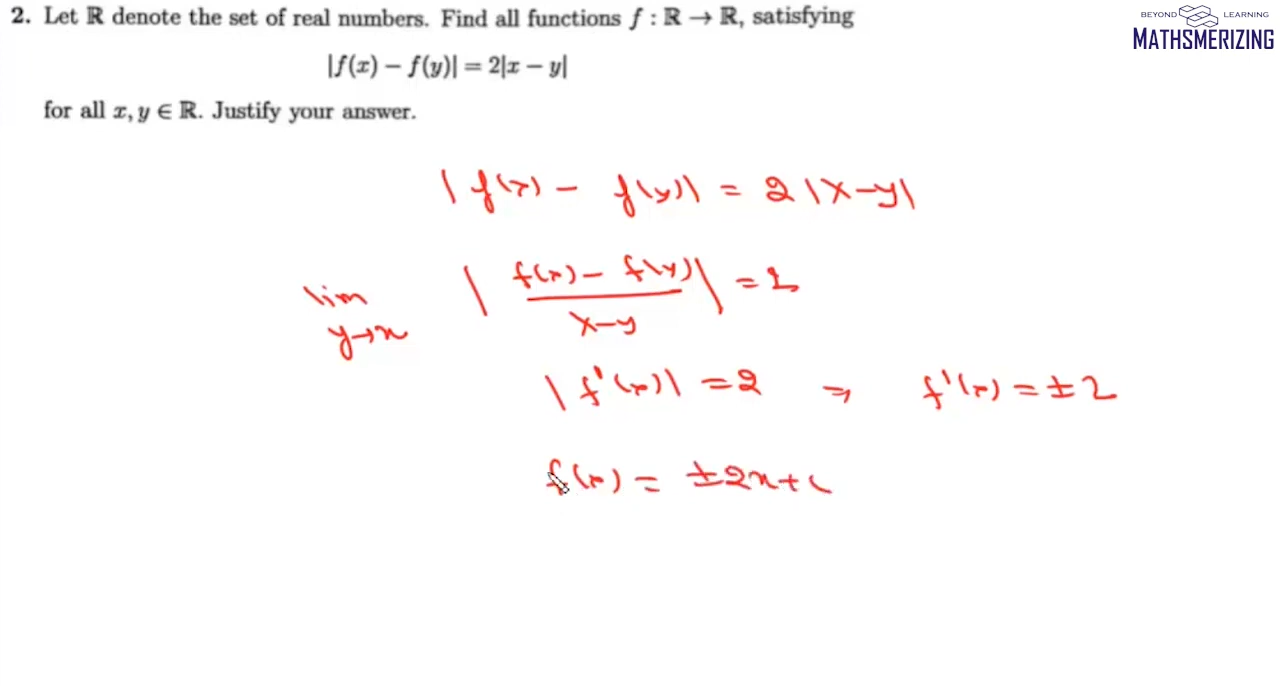 2. Let ℝ denote the set of real numbers. Find all functions f : ℝ → ℝ, satisfying
BEYOND LEARNING
MATHSMERIZING
|f(x) − f(y)| = 2|x − y|
for all x, y ∈ ℝ. Justify your answer.
|f(x) − f(y)| = 2|x−y|
lim y→x |(f(x) − f(y))/(x−y)| = 2
|f'(x)| = 2 ⇒ f'(x) = ±2
f(x) = ±2x + c